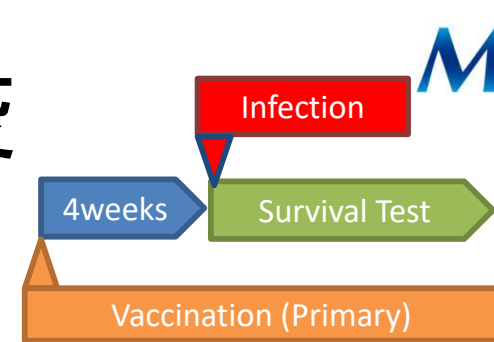 M
Infection
4weeks
Survival Test
Vaccination (Primary)